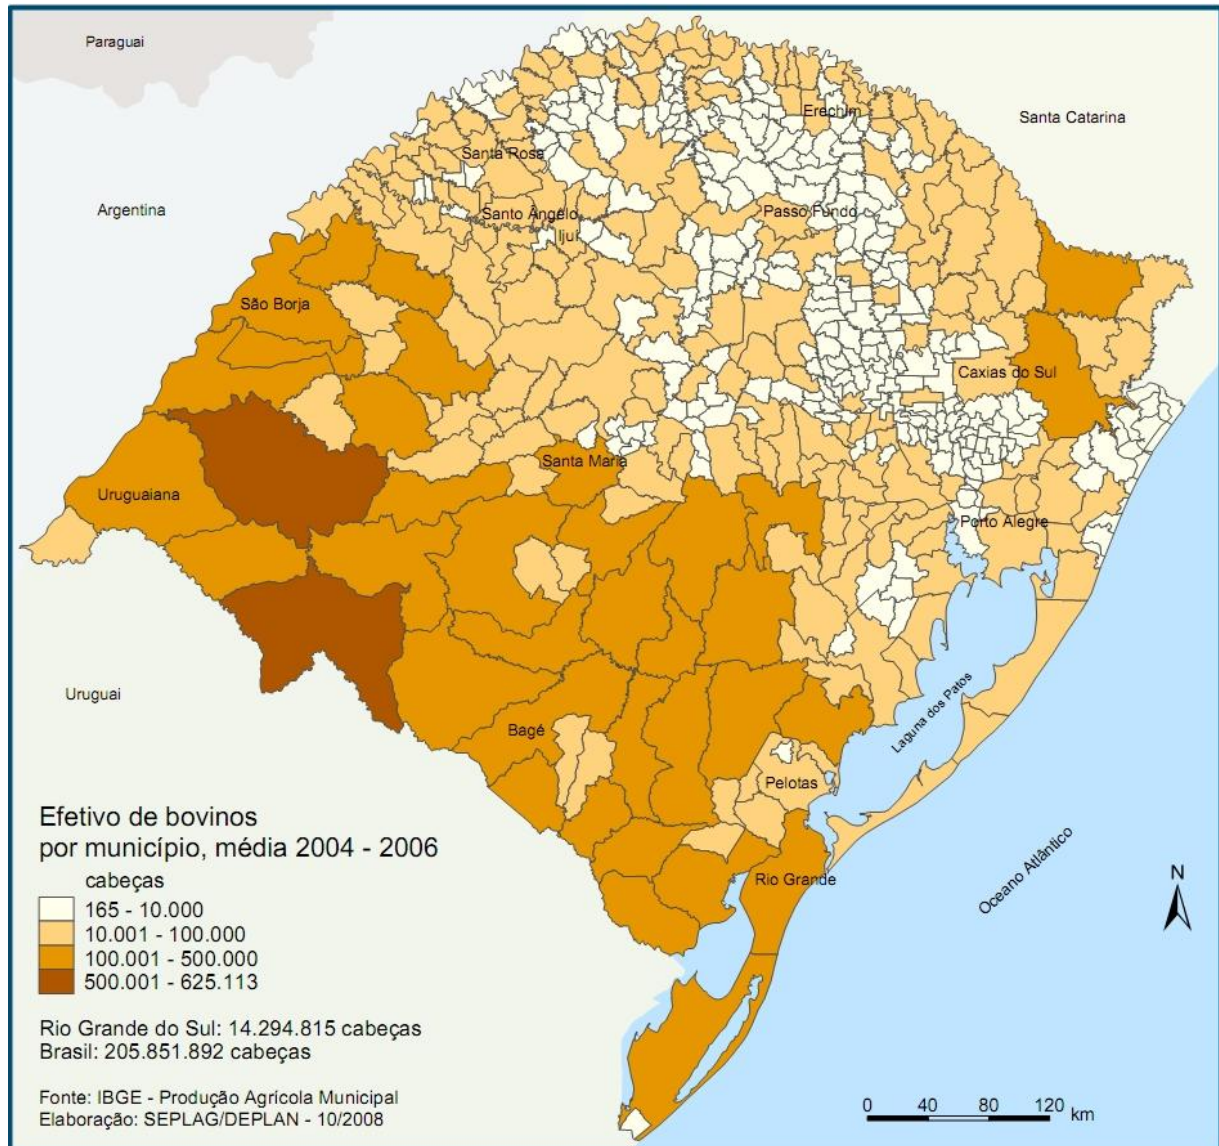 Paraguai
Santa Catarina
Erechim
Santa Rosa
Argentina
Santo Ângelo
Passo Fundo
Ijuí
São Borja
Caxias do Sul
Santa Maria
Uruguaiana
Porto Alegre
Uruguai
Laguna dos Patos
Bagé
Pelotas
Rio Grande
Oceano Atlântico
N
Efetivo de bovinos
por município, média 2004 - 2006
cabeças
165 - 10.000
10.001 - 100.000
100.001 - 500.000
500.001 - 625.113
Rio Grande do Sul: 14.294.815 cabeças
Brasil: 205.851.892 cabeças
Fonte: IBGE - Produção Agrícola Municipal
Elaboração: SEPLAG/DEPLAN - 10/2008
0 40 80 120 km